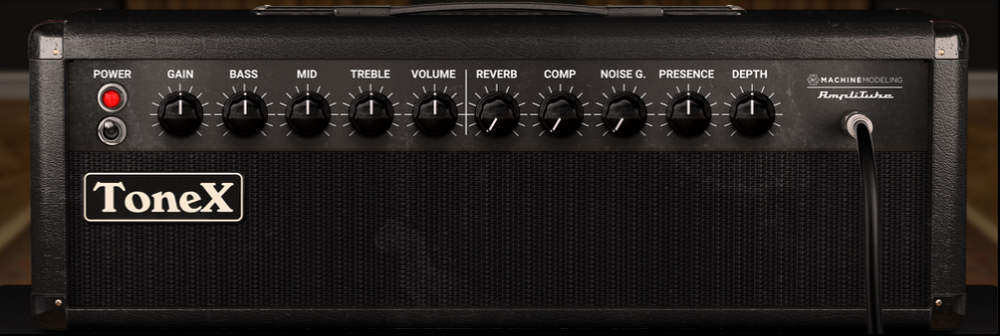 POWER GAIN BASS MID TREBLE VOLUME REVERB COMP NOISE G. PRESENCE DEPTH
MACHINE MODELING
AmpliTube
ToneX